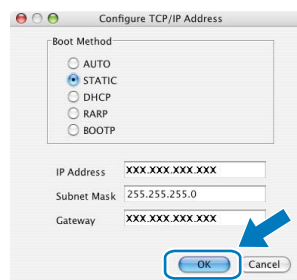 Configure TCP/IP Address
Boot Method
AUTO
STATIC
DHCP
RARP
BOOTP
IP Address XXX.XXX.XXX.XXX
Subnet Mask 255.255.255.0
Gateway XXX.XXX.XXX.XXX
OK Cancel